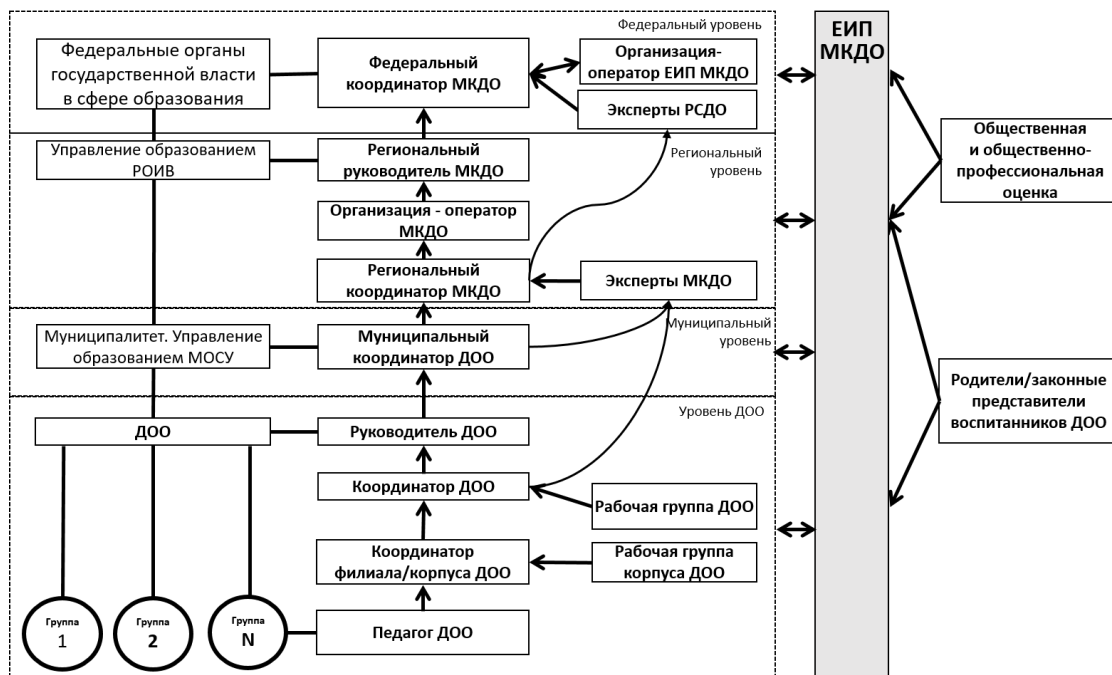 Федеральный уровень
Федеральные органы
государственной власти
в сфере образования
Федеральный
координатор МКДО
Организация-
оператор ЕИП МКДО
Эксперты РСДО
Управление образованием
РОИВ
Региональный
руководитель МКДО
Региональный
уровень
Организация - оператор
МКДО
Региональный
координатор МКДО
Эксперты МКДО
Муниципалитет. Управление
образованием МОСУ
Муниципальный
координатор ДОО
Муниципальный
уровень
Уровень ДОО
ДОО
Руководитель ДОО
Координатор ДОО
Рабочая группа ДОО
Координатор
филиала/корпуса ДОО
Рабочая группа
корпуса ДОО
Группа
1
Группа
2
Группа
N
Педагог ДОО
ЕИП
МКДО
Общественная
и общественно-
профессиональная
оценка
Родители/законные
представители
воспитанников ДОО